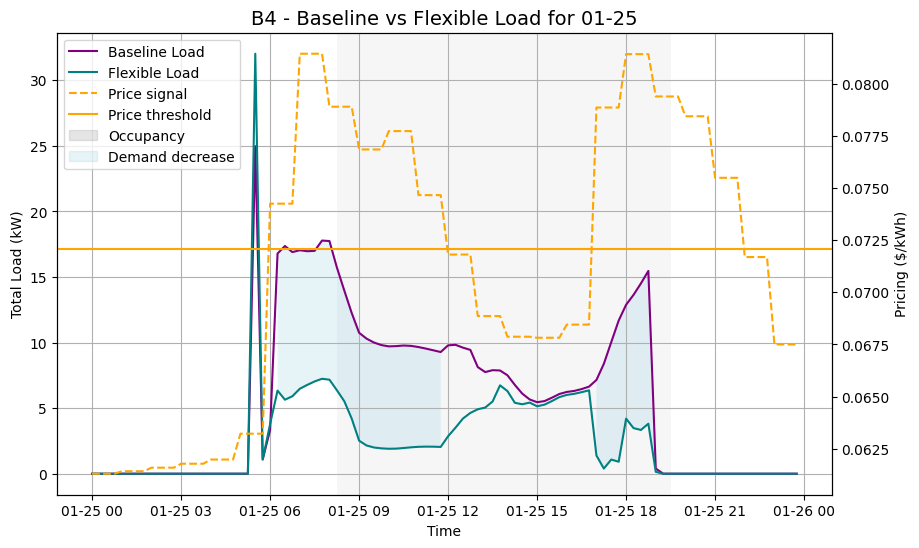 B4 - Baseline vs Flexible Load for 01-25
Baseline Load
Flexible Load
Price signal
Price threshold
Occupancy
Demand decrease
Total Load (kW)
30
25
20
15
10
5
0
0.0800
0.0775
0.0750
0.0725
0.0700
0.0675
0.0650
0.0625
Pricing ($/kWh)
01-25 00 01-25 03 01-25 06 01-25 09 01-25 12 01-25 15 01-25 18 01-25 21 01-26 00
Time